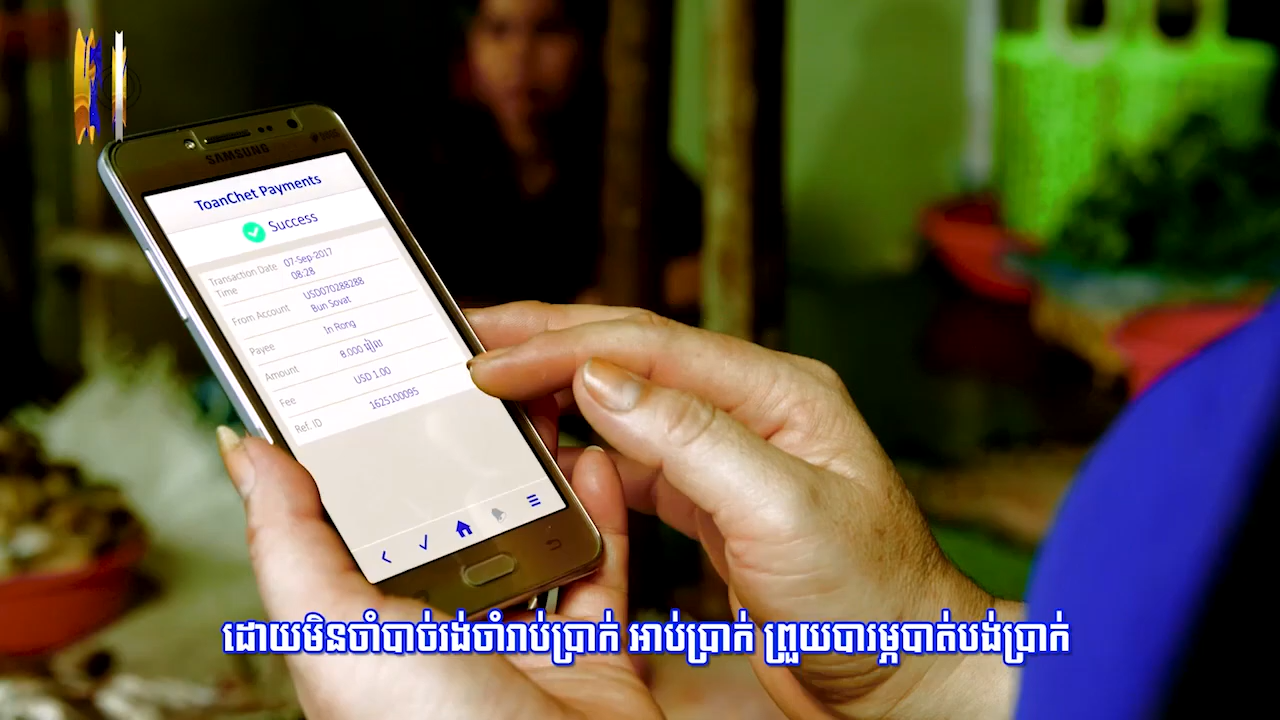 SAMSUNG
ToanChet Payments
Success
Transaction Date 07-Sep-2017
Time 08:28
From Account USD070288288
Bun Sovat
Payee In Rong
Amount 8.000 រៀល
Fee USD 1.00
Ref. ID 1625100095
ដោយមិនចាំបាច់រង់ចាំរាប់ប្រាក់ អាប់ប្រាក់ ព្រួយបារម្ភបាត់បង់ប្រាក់